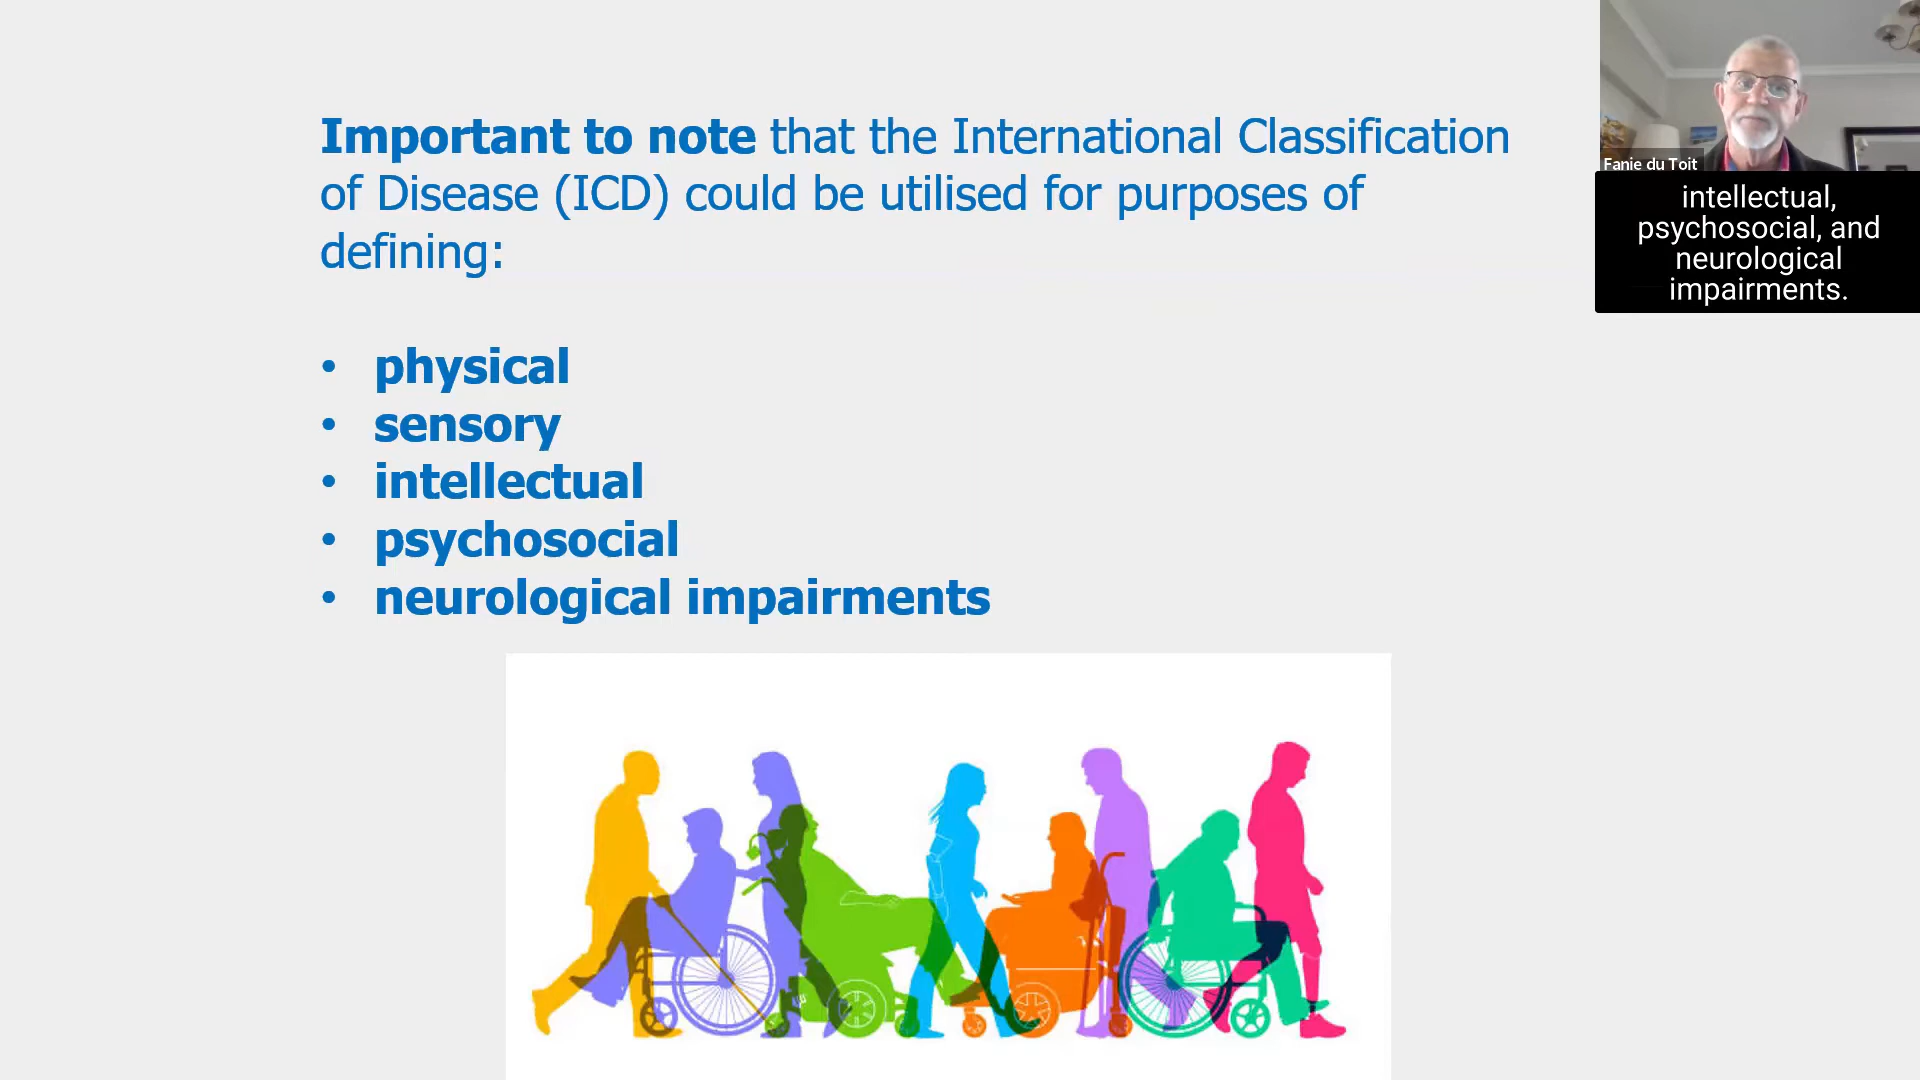 Important to note that the International Classification
of Disease (ICD) could be utilised for purposes of
defining:
• physical
• sensory
• intellectual
• psychosocial
• neurological impairments
Fanie du Toit
intellectual,
psychosocial, and
neurological
impairments.